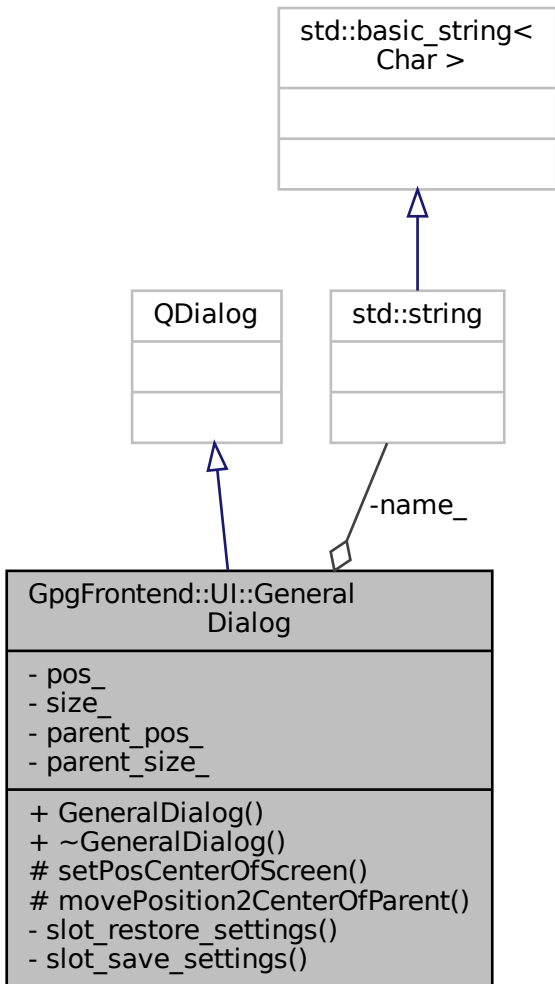 std::basic_string<
Char >
QDialog
std::string
-name_
GpgFrontend::UI::General
Dialog
- pos_
- size_
- parent_pos_
- parent_size_
+ GeneralDialog()
+ ~GeneralDialog()
# setPosCenterOfScreen()
# movePosition2CenterOfParent()
- slot_restore_settings()
- slot_save_settings()